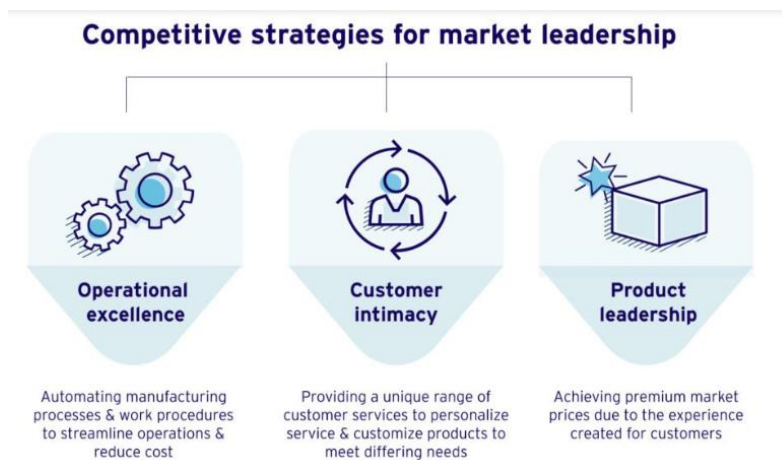 Competitive strategies for market leadership
Operational
excellence
Automating manufacturing
processes & work procedures
to streamline operations &
reduce cost
Customer
intimacy
Providing a unique range of
customer services to personalize
service & customize products to
meet differing needs
Product
leadership
Achieving premium market
prices due to the experience
created for customers